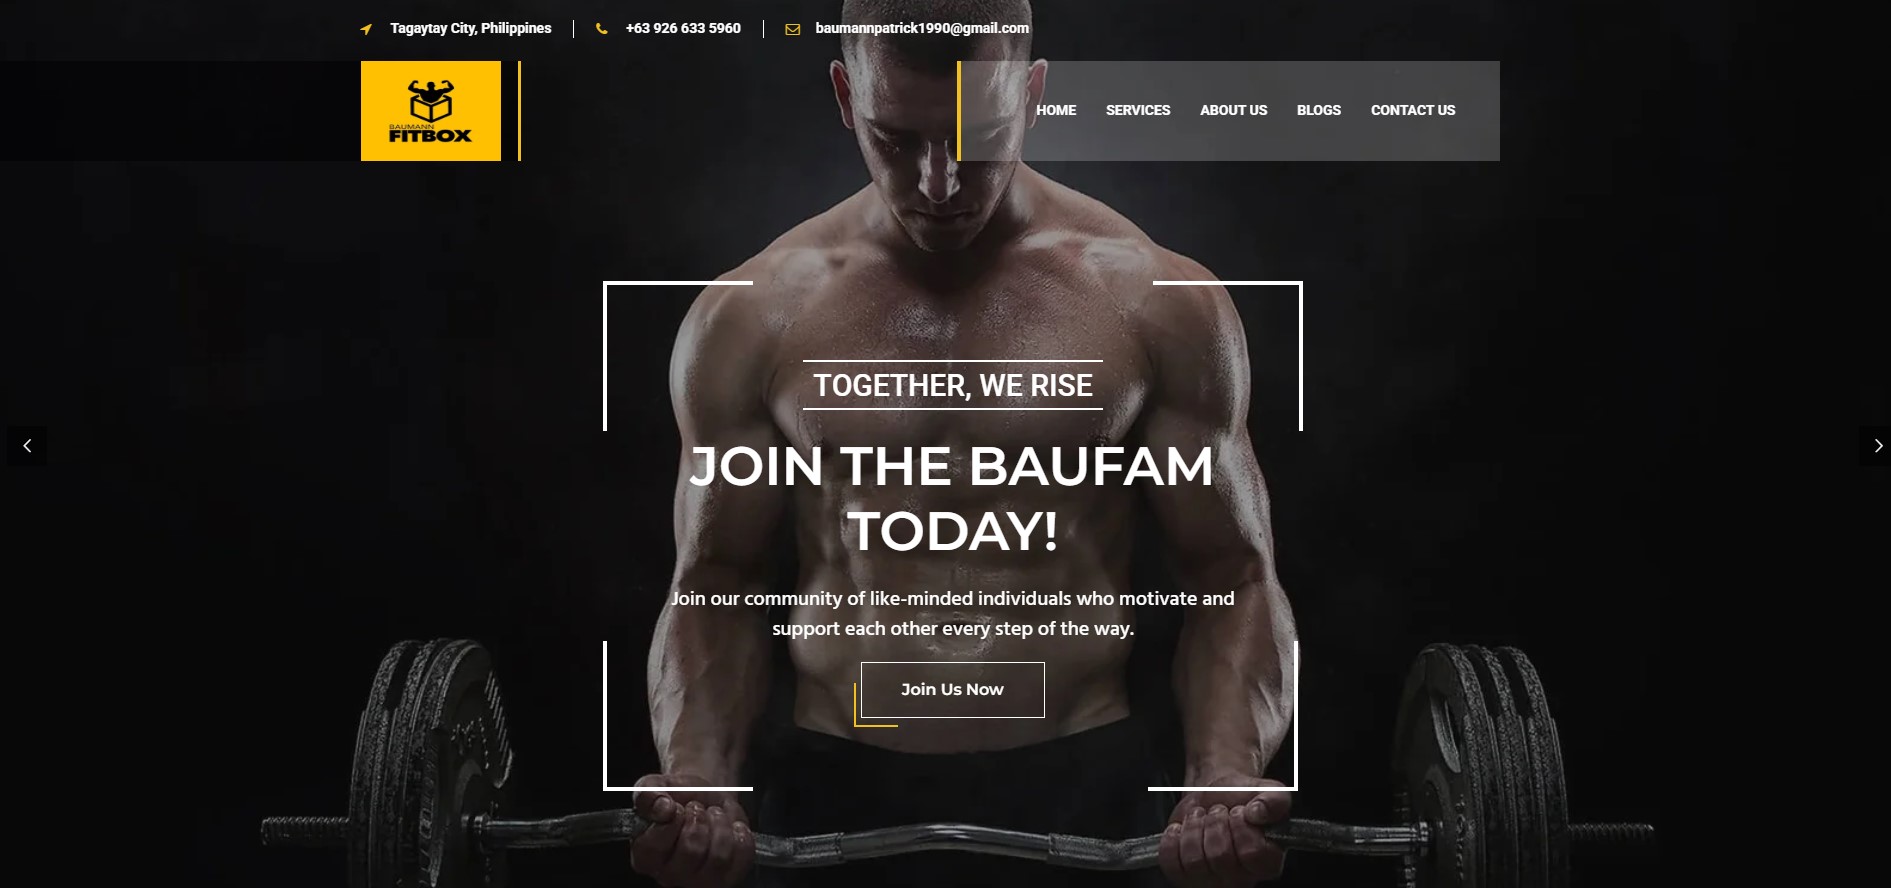 Tagaytay City, Philippines
+63 926 633 5960
baumannpatrick1990@gmail.com
BAUMANN
FITBOX
HOME
SERVICES
ABOUT US
BLOGS
CONTACT US
TOGETHER, WE RISE
JOIN THE BAUFAM
TODAY!
Join our community of like-minded individuals who motivate and
support each other every step of the way.
Join Us Now